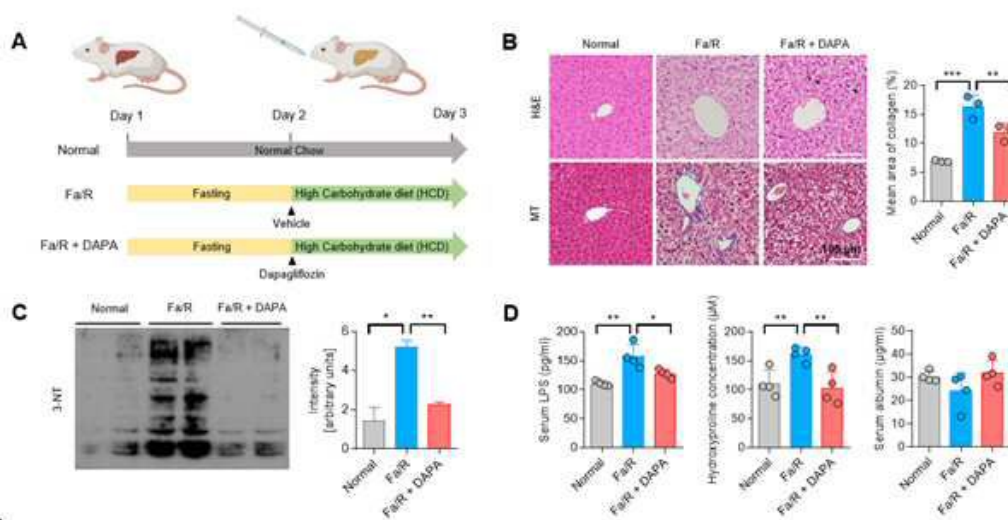 A
Day 1
Day 2
Day 3
Normal
Normal Chow
Fa/R
Fasting
High Carbohydrate diet (HCD)
Vehicle
Fa/R + DAPA
Fasting
High Carbohydrate diet (HCD)
Dapagliflozin
B
Normal
Fa/R
Fa/R + DAPA
H&E
MT
100 µm
Mean area of collagen (%)
20
15
10
5
0
***
**
Normal
Fa/R
Fa/R + DAPA
C
Normal
Fa/R
Fa/R + DAPA
3-NT
Intensity
[arbitrary units]
6
4
2
0
*
**
Normal
Fa/R
Fa/R + DAPA
D
Serum LPS (pg/ml)
200
150
100
50
0
**
*
Normal
Fa/R
Fa/R + DAPA
Hydroxyproline concentration (µM)
200
150
100
50
0
**
**
Normal
Fa/R
Fa/R + DAPA
Serum albumin (µg/ml)
50
40
30
20
10
0
Normal
Fa/R
Fa/R + DAPA